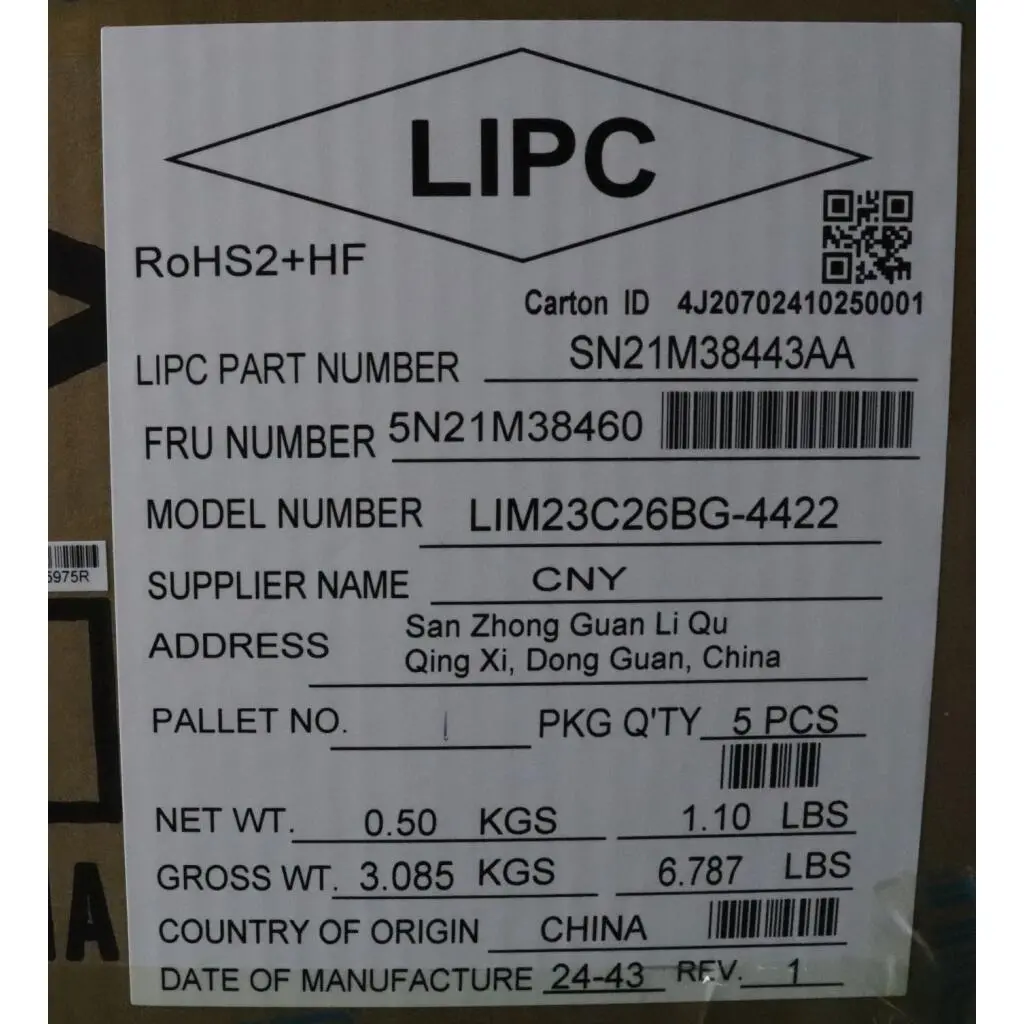 LIPC
RoHS2+HF
Carton ID 4J20702410250001
LIPC PART NUMBER SN21M38443AA
FRU NUMBER 5N21M38460
MODEL NUMBER LIM23C26BG-4422
5975R
SUPPLIER NAME CNY
ADDRESS San Zhong Guan Li Qu
Qing Xi, Dong Guan, China
PALLET NO. 1 PKG Q'TY 5 PCS
NET WT. 0.50 KGS 1.10 LBS
GROSS WT. 3.085 KGS 6.787 LBS
COUNTRY OF ORIGIN CHINA
DATE OF MANUFACTURE 24-43 REV. 1